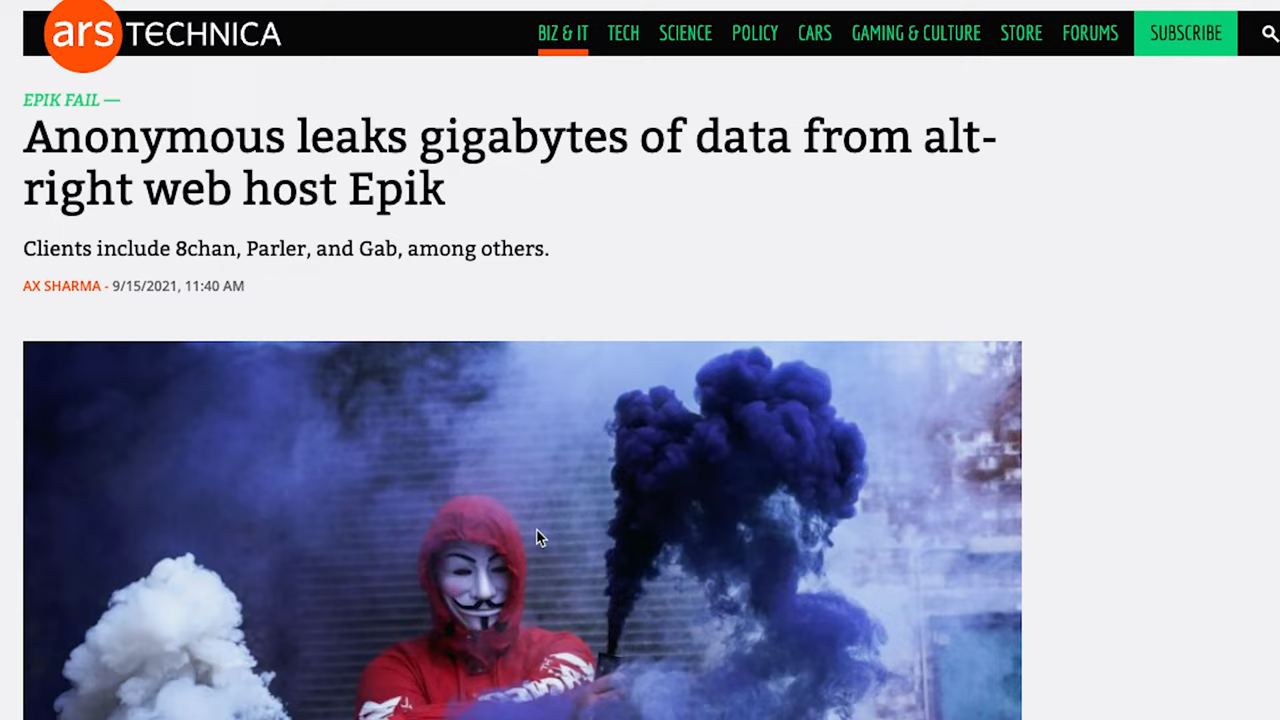 ars TECHNICA
BIZ & IT TECH SCIENCE POLICY CARS GAMING & CULTURE STORE FORUMS SUBSCRIBE
EPIK FAIL —
Anonymous leaks gigabytes of data from alt-
right web host Epik
Clients include 8chan, Parler, and Gab, among others.
AX SHARMA - 9/15/2021, 11:40 AM